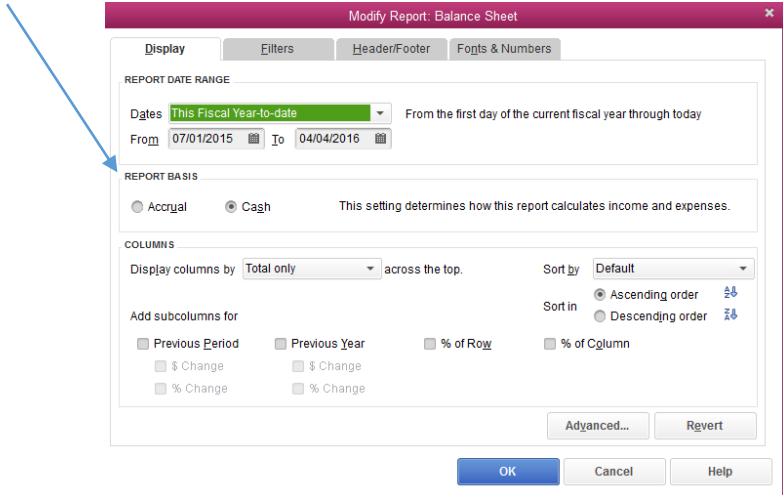 Modify Report: Balance Sheet
Display Filters Header/Footer Fonts & Numbers
REPORT DATE RANGE
Dates This Fiscal Year-to-date From the first day of the current fiscal year through today
From 07/01/2015 To 04/04/2016
REPORT BASIS
Accrual Cash This setting determines how this report calculates income and expenses.
COLUMNS
Display columns by Total only across the top. Sort by Default
Sort in Ascending order
Descending order
Add subcolumns for
Previous Period Previous Year % of Row % of Column
$ Change $ Change
% Change % Change
Advanced... Revert
OK Cancel Help